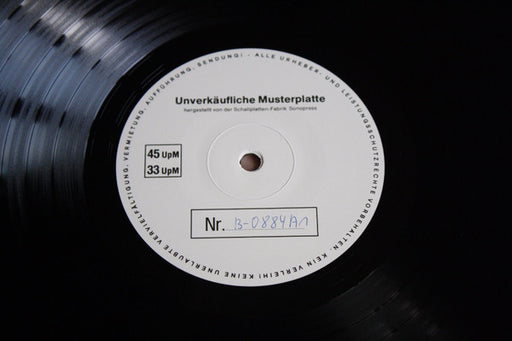 - ALLE URHEBER- UND LEISTUNGSSCHUTZRECHTE VORBEHALTEN. KEIN VERLEIH! KEINE UNERLAUBTE VERVIELFÄLTIGUNG, VERMIETUNG, AUFFÜHRUNG, SENDUNG!
Unverkäufliche Musterplatte
hergestellt von der Schallplatten-Fabrik Sonopress
45 UpM
33 UpM
Nr. B-0884A1